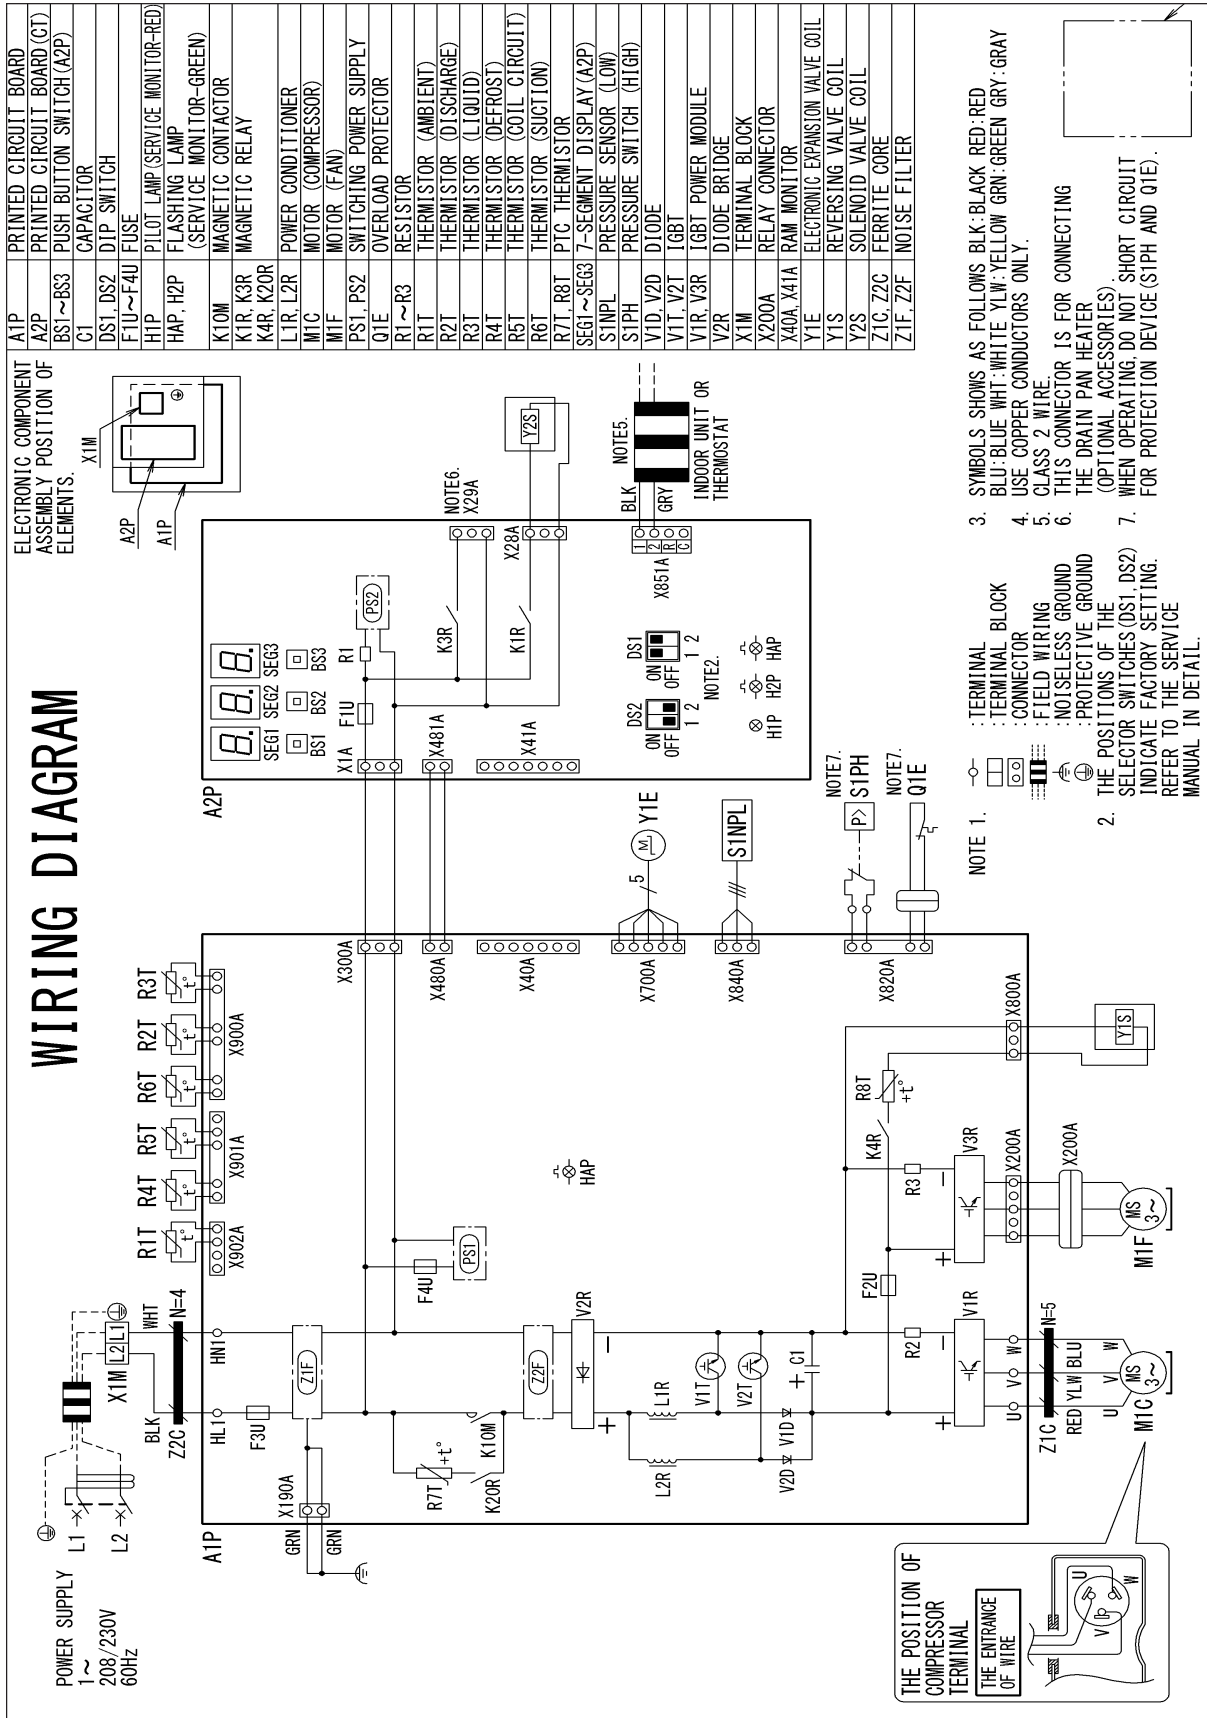 WIRING DIAGRAM
POWER SUPPLY
1~
208/230V
60Hz
L1
L2
X1M
L2 L1
BLK
WHT
Z2C
N=4
HL1
HN1
F3U
A1P
X190A
GRN
GRN
Z1F
R7T
+t°
K20R
K10M
F4U
PS1
Z2F
V2R
+
−
L1R
L2R
V1T
V2T
V1D
V2D
+
C1
R2
F2U
R3
K4R
R8T
+t°
V1R
+
−
V3R
+
−
U
V
W
Z1C
N=5
RED
YLW
BLU
U
V
W
M1C
MS
3~
X200A
X200A
M1F
MS
3~
X800A
Y1S
HAP
R1T
t°
R4T
t°
R5T
t°
R6T
t°
R2T
t°
R3T
t°
X902A
X901A
X900A
X300A
X480A
X40A
X700A
X840A
X820A
5
M
Y1E
S1NPL
NOTE7.
S1PH
P>
NOTE7.
Q1E
A2P
SEG1
SEG2
SEG3
BS1
BS2
BS3
X1A
F1U
R1
PS2
X481A
X41A
K3R
K1R
NOTE6.
X29A
X28A
Y2S
DS2
ON
OFF
1 2
DS1
ON
OFF
1 2
NOTE2.
H1P
H2P
HAP
X851A
1
2
R
C
BLK
GRY
NOTE5.
INDOOR UNIT OR
THERMOSTAT
ELECTRONIC COMPONENT
ASSEMBLY POSITION OF
ELEMENTS.
A2P
A1P
X1M
A1P PRINTED CIRCUIT BOARD
A2P PRINTED CIRCUIT BOARD(CT)
BS1~BS3 PUSH BUTTON SWITCH(A2P)
C1 CAPACITOR
DS1, DS2 DIP SWITCH
F1U~F4U FUSE
H1P PILOT LAMP(SERVICE MONITOR-RED)
HAP, H2P FLASHING LAMP
(SERVICE MONITOR-GREEN)
K10M MAGNETIC CONTACTOR
K1R, K3R MAGNETIC RELAY
K4R, K20R
L1R, L2R POWER CONDITIONER
M1C MOTOR (COMPRESSOR)
M1F MOTOR (FAN)
PS1, PS2 SWITCHING POWER SUPPLY
Q1E OVERLOAD PROTECTOR
R1~R3 RESISTOR
R1T THERMISTOR (AMBIENT)
R2T THERMISTOR (DISCHARGE)
R3T THERMISTOR (LIQUID)
R4T THERMISTOR (DEFROST)
R5T THERMISTOR (COIL CIRCUIT)
R6T THERMISTOR (SUCTION)
R7T, R8T PTC THERMISTOR
SEG1~SEG3 7-SEGMENT DISPLAY(A2P)
S1NPL PRESSURE SENSOR (LOW)
S1PH PRESSURE SWITCH (HIGH)
V1D, V2D DIODE
V1T, V2T IGBT
V1R, V3R IGBT POWER MODULE
V2R DIODE BRIDGE
X1M TERMINAL BLOCK
X200A RELAY CONNECTOR
X40A, X41A RAM MONITOR
Y1E ELECTRONIC EXPANSION VALVE COIL
Y1S REVERSING VALVE COIL
Y2S SOLENOID VALVE COIL
Z1C, Z2C FERRITE CORE
Z1F, Z2F NOISE FILTER
NOTE 1.
:TERMINAL
:TERMINAL BLOCK
:CONNECTOR
:FIELD WIRING
:NOISELESS GROUND
:PROTECTIVE GROUND
2. THE POSITIONS OF THE
SELECTOR SWITCHES(DS1, DS2)
INDICATE FACTORY SETTING.
REFER TO THE SERVICE
MANUAL IN DETAIL.
3. SYMBOLS SHOWS AS FOLLOWS BLK:BLACK RED:RED
BLU:BLUE WHT:WHITE YLW:YELLOW GRN:GREEN GRY:GRAY
4. USE COPPER CONDUCTORS ONLY.
5. CLASS 2 WIRE.
6. THIS CONNECTOR IS FOR CONNECTING
THE DRAIN PAN HEATER
(OPTIONAL ACCESSORIES)
7. WHEN OPERATING, DO NOT SHORT CIRCUIT
FOR PROTECTION DEVICE(S1PH AND Q1E).
THE POSITION OF
COMPRESSOR
TERMINAL
THE ENTRANCE
OF WIRE
U
V
W